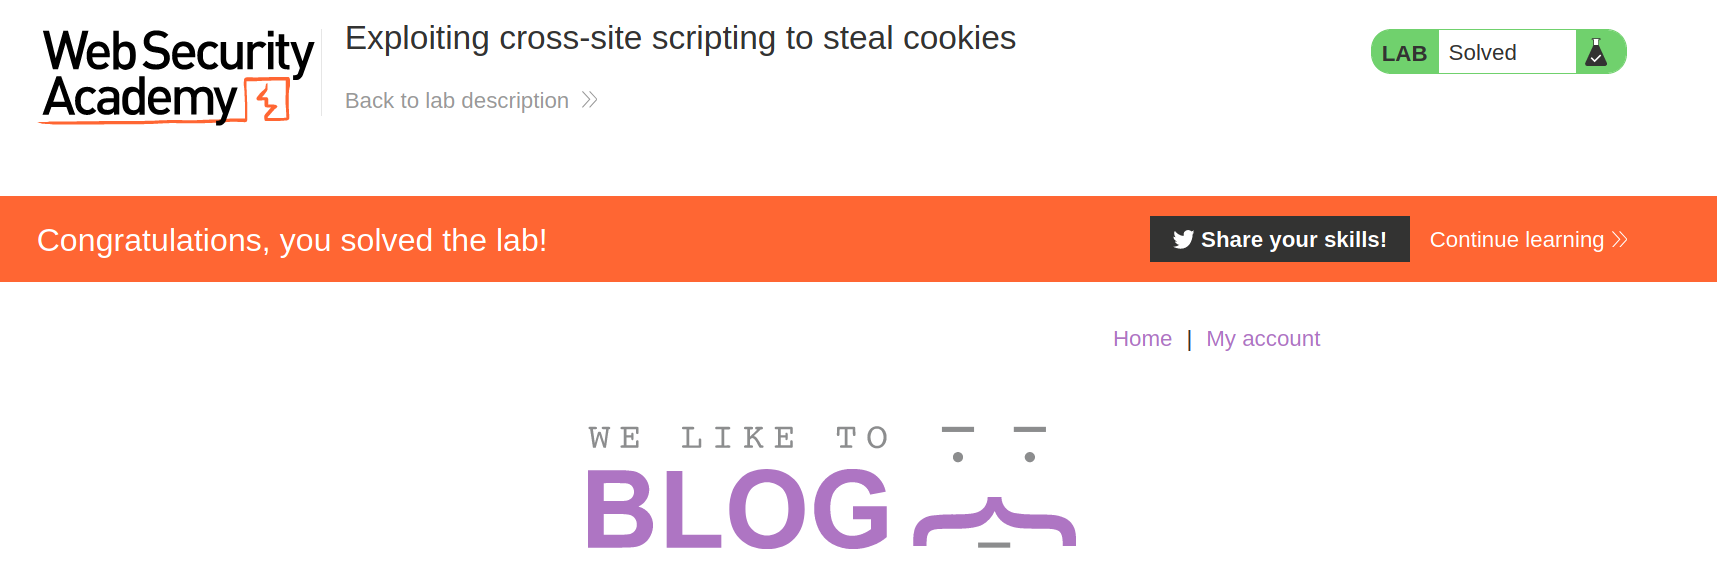 Web Security
Academy
Exploiting cross-site scripting to steal cookies
Back to lab description
LAB Solved
Congratulations, you solved the lab!
Share your skills!
Continue learning
Home | My account
WE LIKE TO
BLOG